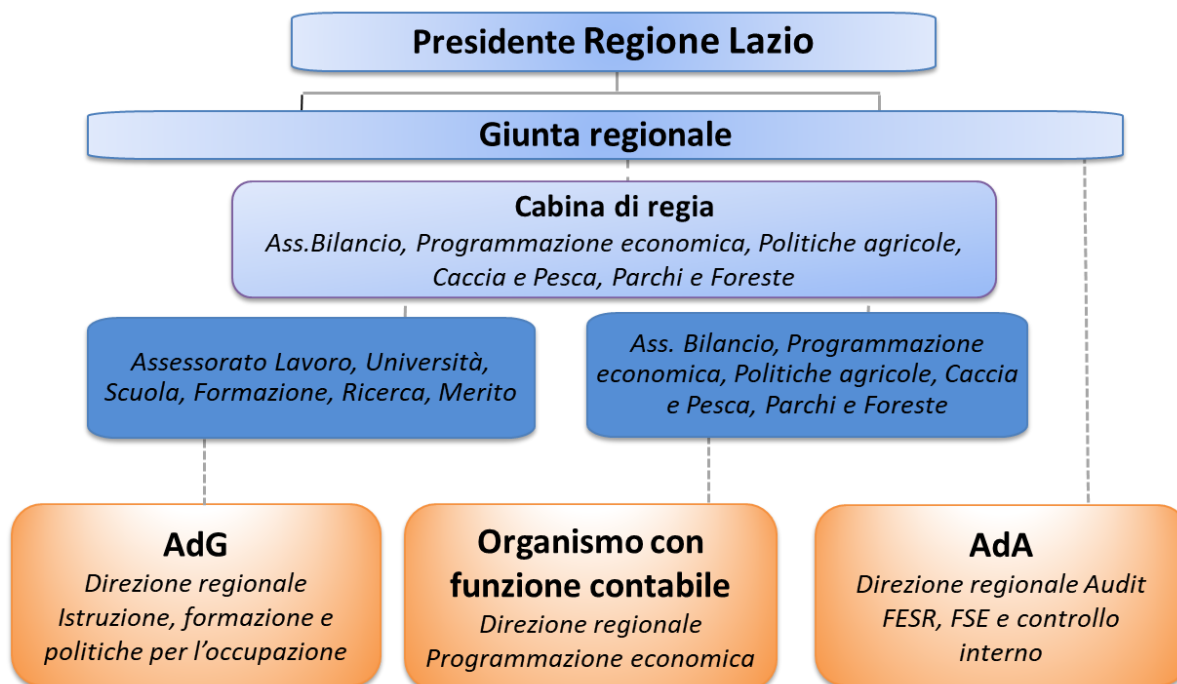 Presidente Regione Lazio
Giunta regionale
Cabina di regia
Ass.Bilancio, Programmazione economica, Politiche agricole,
Caccia e Pesca, Parchi e Foreste
Assessorato Lavoro, Università,
Scuola, Formazione, Ricerca, Merito
Ass. Bilancio, Programmazione
economica, Politiche agricole, Caccia
e Pesca, Parchi e Foreste
AdG
Direzione regionale
Istruzione, formazione e
politiche per l’occupazione
Organismo con
funzione contabile
Direzione regionale
Programmazione economica
AdA
Direzione regionale Audit
FESR, FSE e controllo
interno